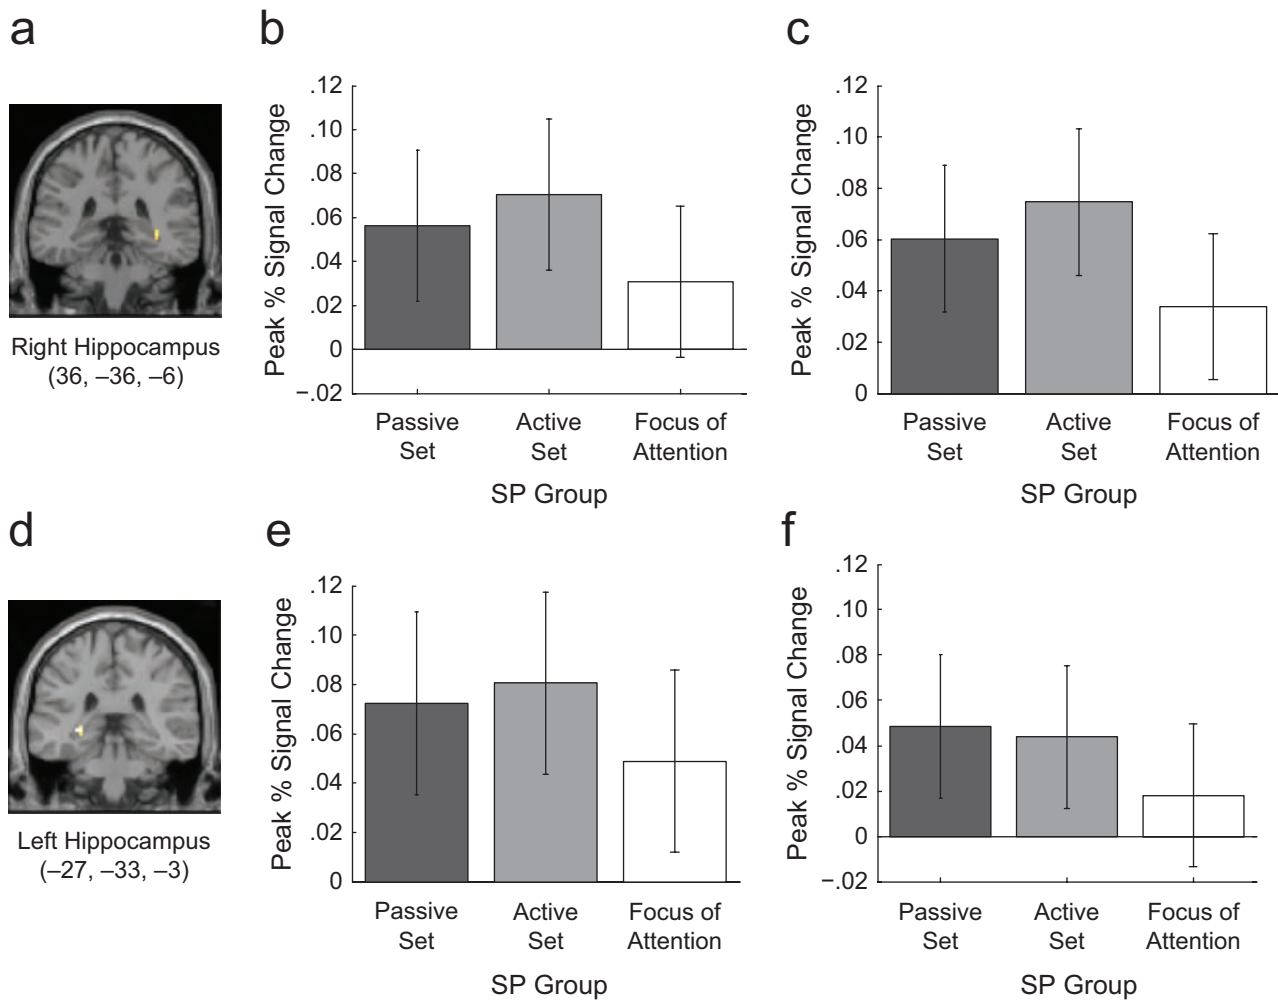 a
Right Hippocampus
(36, –36, –6)
b
Peak % Signal Change
.12
.10
.08
.06
.04
.02
0
–.02
Passive
Set
Active
Set
Focus of
Attention
SP Group
c
Peak % Signal Change
.12
.10
.08
.06
.04
.02
0
Passive
Set
Active
Set
Focus of
Attention
SP Group
d
Left Hippocampus
(–27, –33, –3)
e
Peak % Signal Change
.12
.10
.08
.06
.04
.02
0
Passive
Set
Active
Set
Focus of
Attention
SP Group
f
Peak % Signal Change
.12
.10
.08
.06
.04
.02
0
–.02
Passive
Set
Active
Set
Focus of
Attention
SP Group